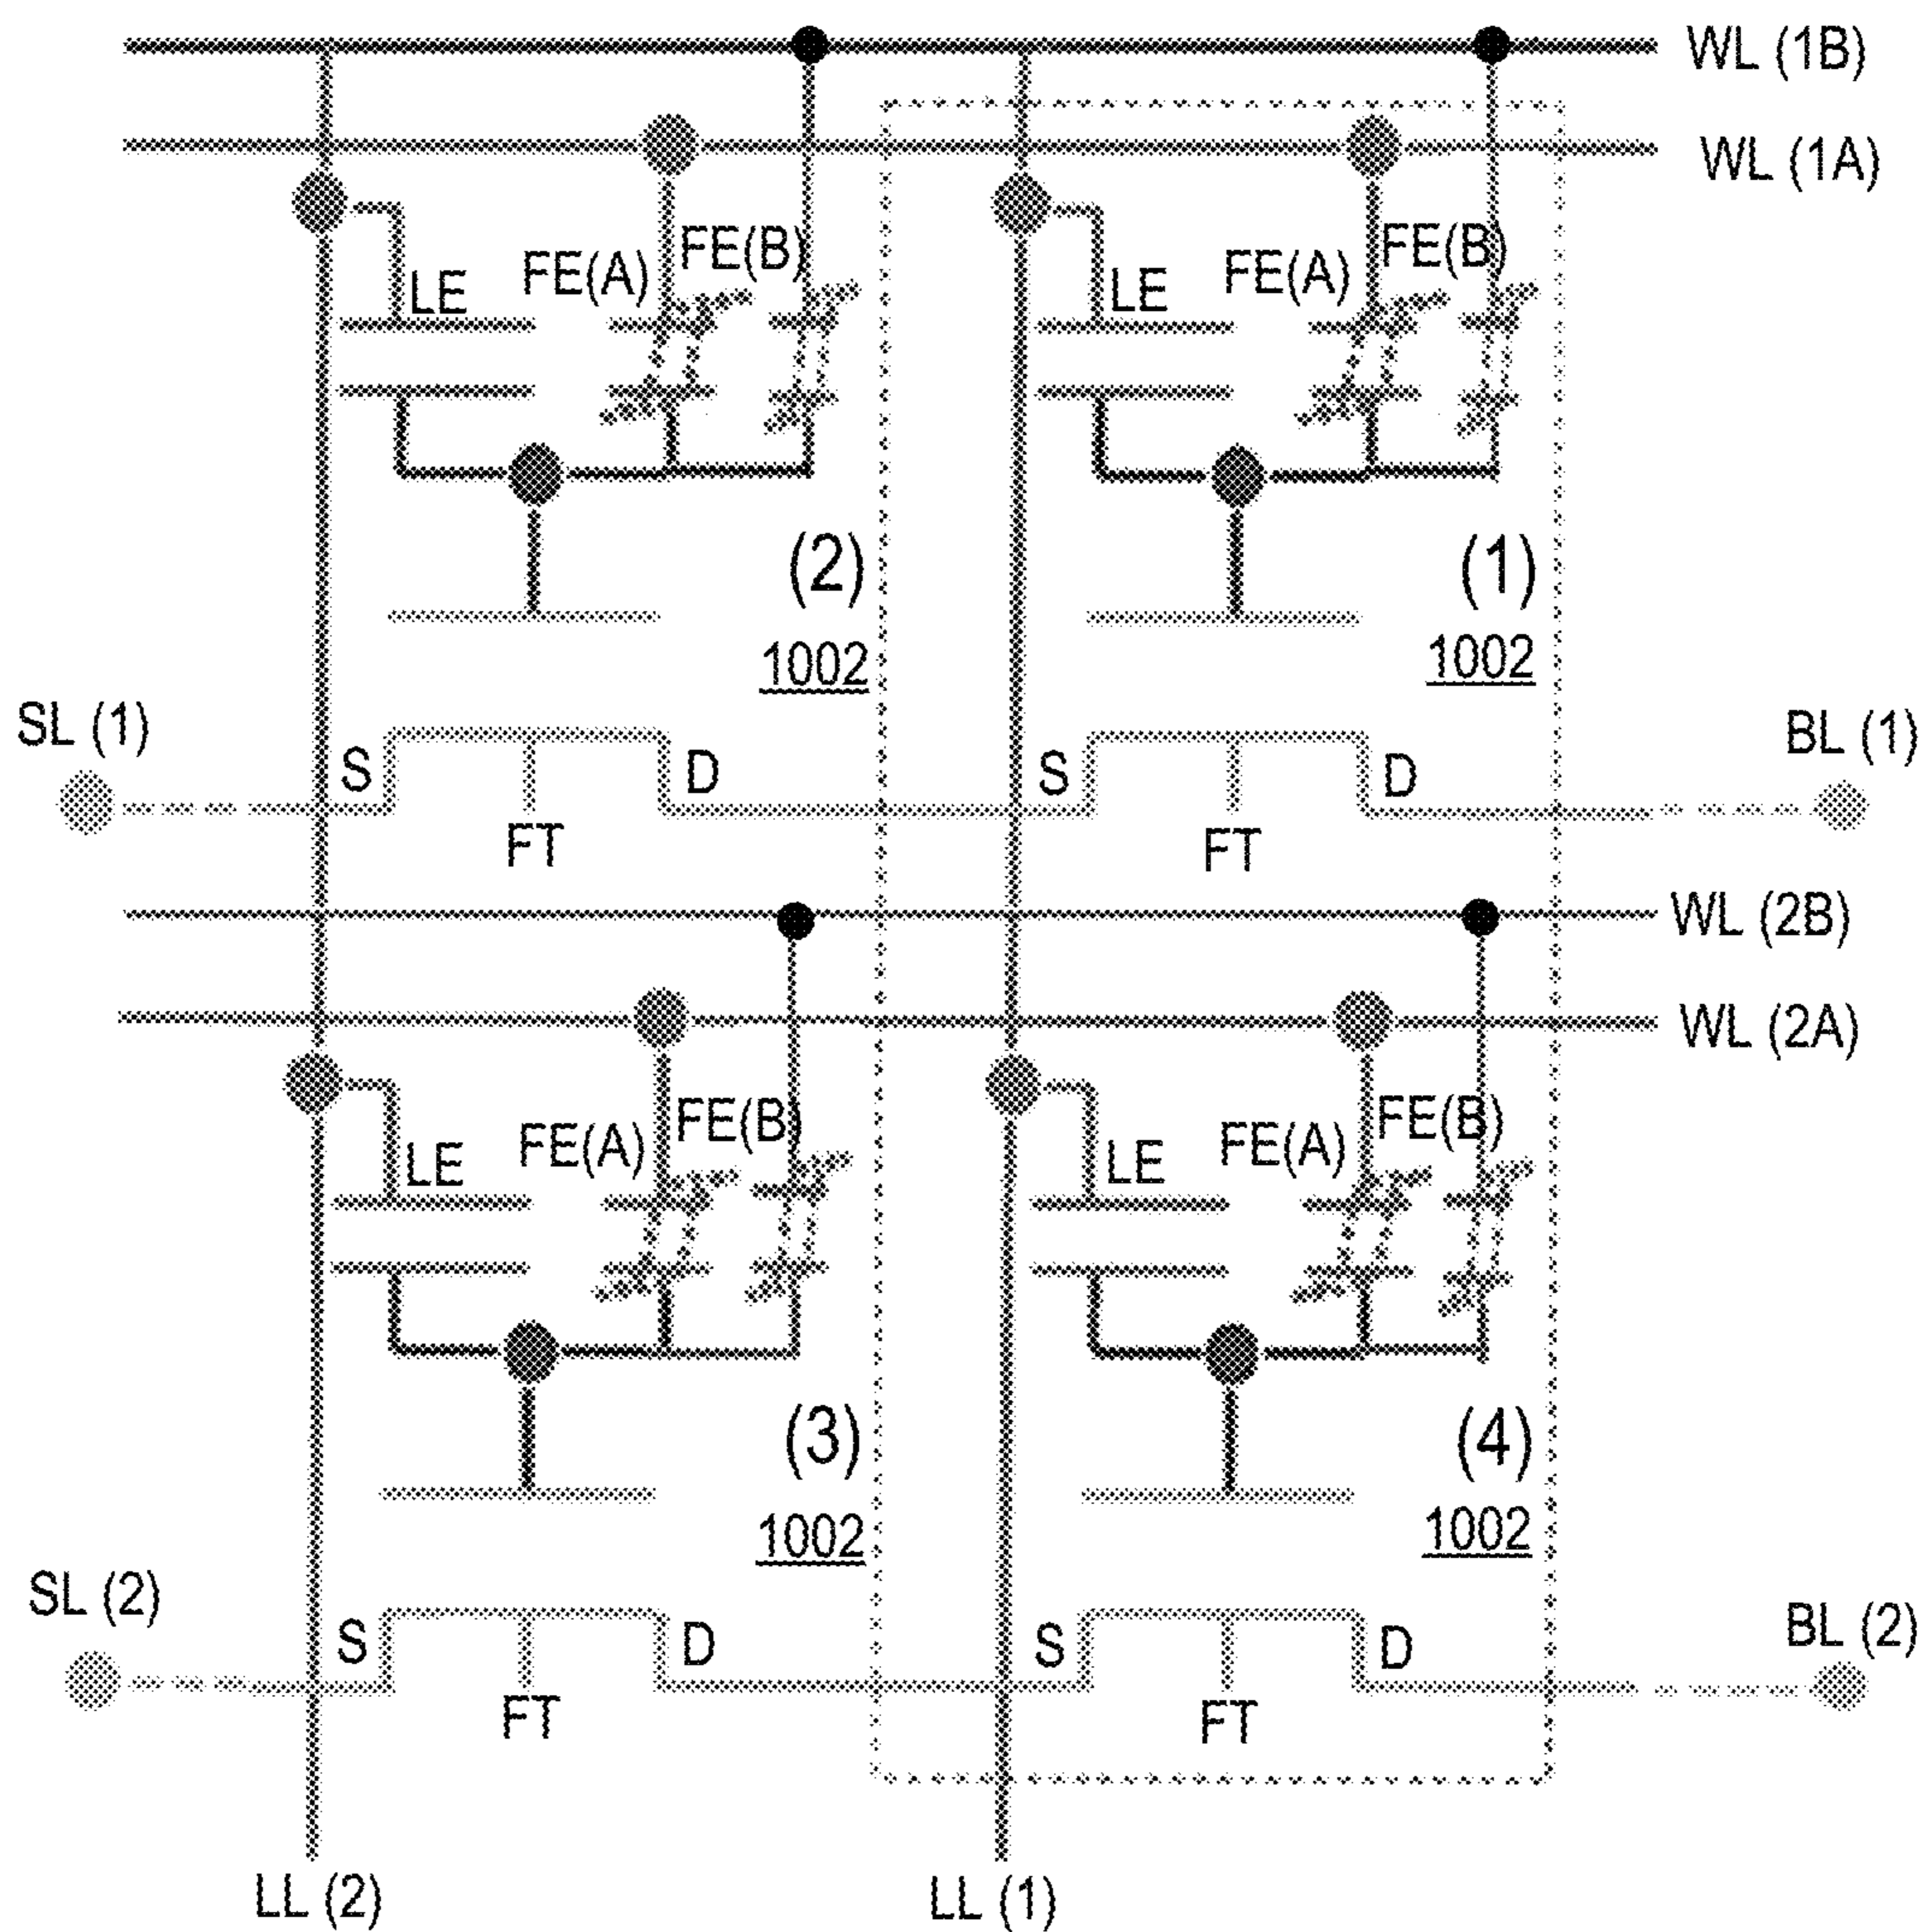 WL (1B)
WL (1A)
FE(B) FE(B)
FE(A) FE(A)
LE LE
(2) (1)
1002 1002
SL (1) BL (1)
S D S D
FT FT
WL (2B)
WL (2A)
FE(B) FE(B)
FE(A) FE(A)
LE LE
(3) (4)
1002 1002
SL (2) BL (2)
S D S D
FT FT
LL (2) LL (1)